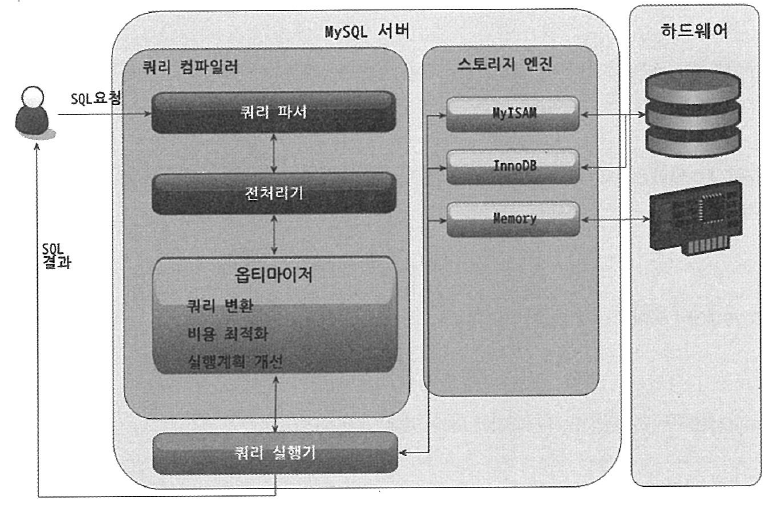 MySQL 서버
하드웨어
쿼리 컴파일러
스토리지 엔진
SQL요청
쿼리 파서
MyISAM
InnoDB
전처리기
Memory
SQL
결과
옵티마이저
쿼리 변환
비용 최적화
실행계획 개선
쿼리 실행기